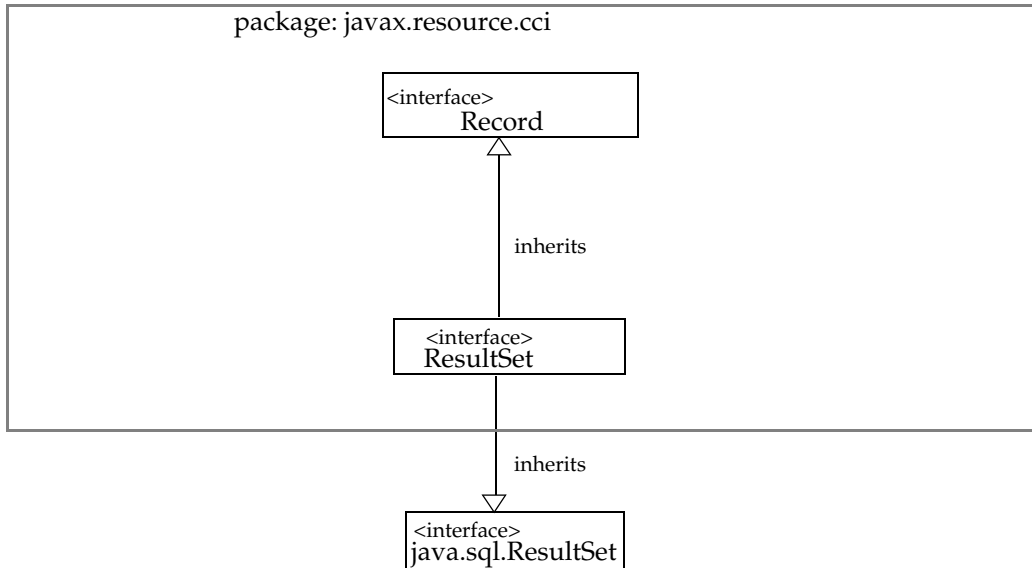 package: javax.resource.cci
<interface>
Record
inherits
<interface>
ResultSet
inherits
<interface>
java.sql.ResultSet